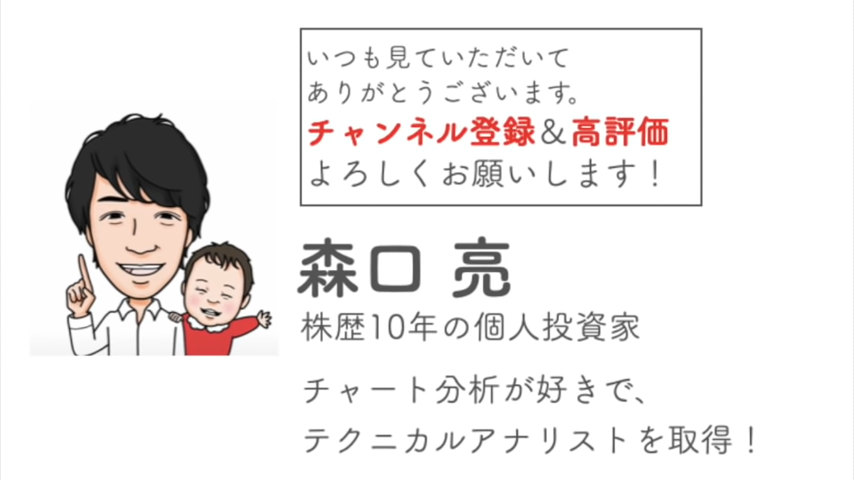 いつも見ていただいて
ありがとうございます。
チャンネル登録＆高評価
よろしくお願いします！
森口 亮
株歴10年の個人投資家
チャート分析が好きで、
テクニカルアナリストを取得！